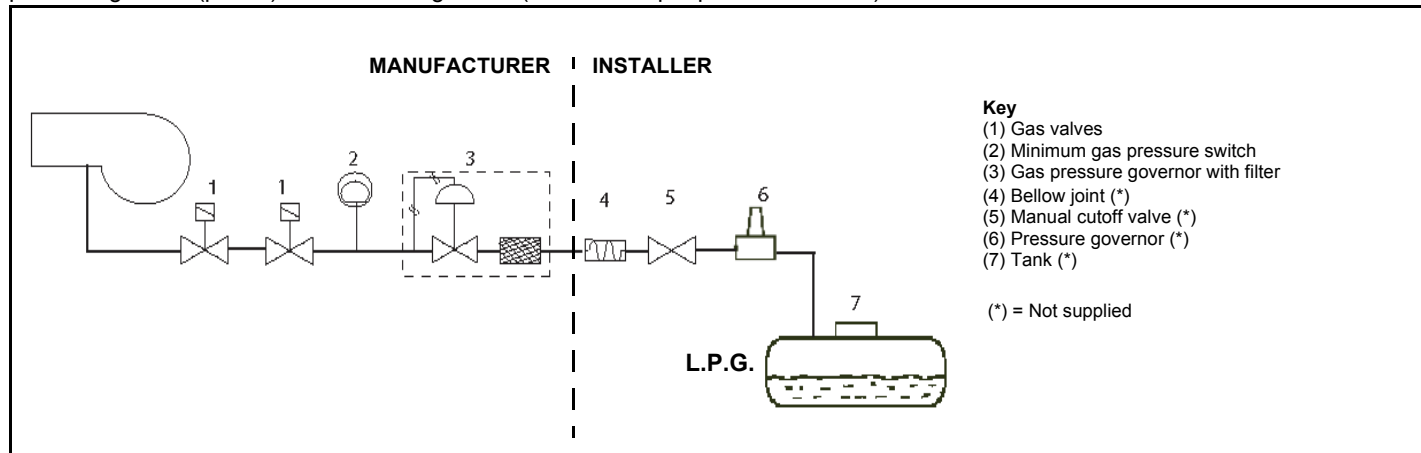 MANUFACTURER INSTALLER
Key
(1) Gas valves
(2) Minimum gas pressure switch
(3) Gas pressure governor with filter
(4) Bellow joint (*)
(5) Manual cutoff valve (*)
(6) Pressure governor (*)
(7) Tank (*)
(*) = Not supplied
1 1 2 3 4 5 6
7
L.P.G.